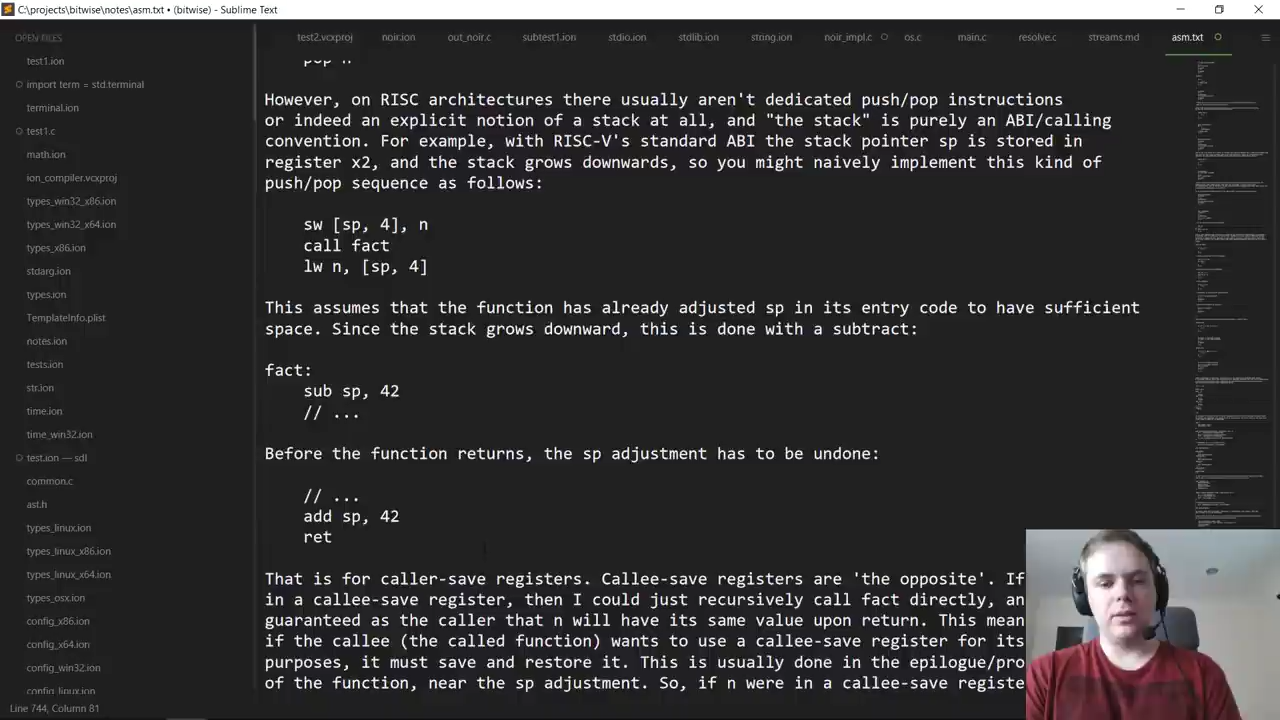 C:\projects\bitwise\notes\asm.txt • (bitwise) - Sublime Text
OPEN FILES
test1.ion
import term = std.terminal
terminal.ion
test1.c
math.ion
ion_compiler.vcxproj
types_win32_x86.ion
types_win32_x64.ion
types_x86.ion
stdarg.ion
types.ion
TemplateInfo.plist
notes.ion
tests.ion
str.ion
time.ion
time_win32.ion
test.ion — sdl
common.c
ast.h
types_linux.ion
types_linux_x86.ion
types_linux_x64.ion
types_osx.ion
config_x86.ion
config_x64.ion
config_win32.ion
config_linux.ion
test2.vcxproj
noir.ion
out_noir.c
subtest1.ion
stdio.ion
stdlib.ion
string.ion
noir_impl.c
os.c
main.c
resolve.c
streams.md
asm.txt
pop n
However, on RISC architectures there usually aren't dedicated push/pop instructions
or indeed an explicit notion of a stack at all, and "the stack" is purely an ABI/calling
convention. For example, with RISC-V's standard ABI the stack pointer sp is stored in
register x2, and the stack grows downwards, so you might naively implement this kind of
push/pop sequence as follows:
sw [sp, 4], n
call fact
lw n, [sp, 4]
This assumes that the function has already adjusted sp in its entry code to have sufficient
space. Since the stack grows downward, this is done with a subtract:
fact:
sub sp, 42
// ...
Before the function returns, the sp adjustment has to be undone:
// ...
add sp, 42
ret
That is for caller-save registers. Callee-save registers are 'the opposite'. If
in a callee-save register, then I could just recursively call fact directly, an
guaranteed as the caller that n will have its same value upon return. This mean
if the callee (the called function) wants to use a callee-save register for its
purposes, it must save and restore it. This is usually done in the epilogue/pro
of the function, near the sp adjustment. So, if n were in a callee-save registe
Line 744, Column 81